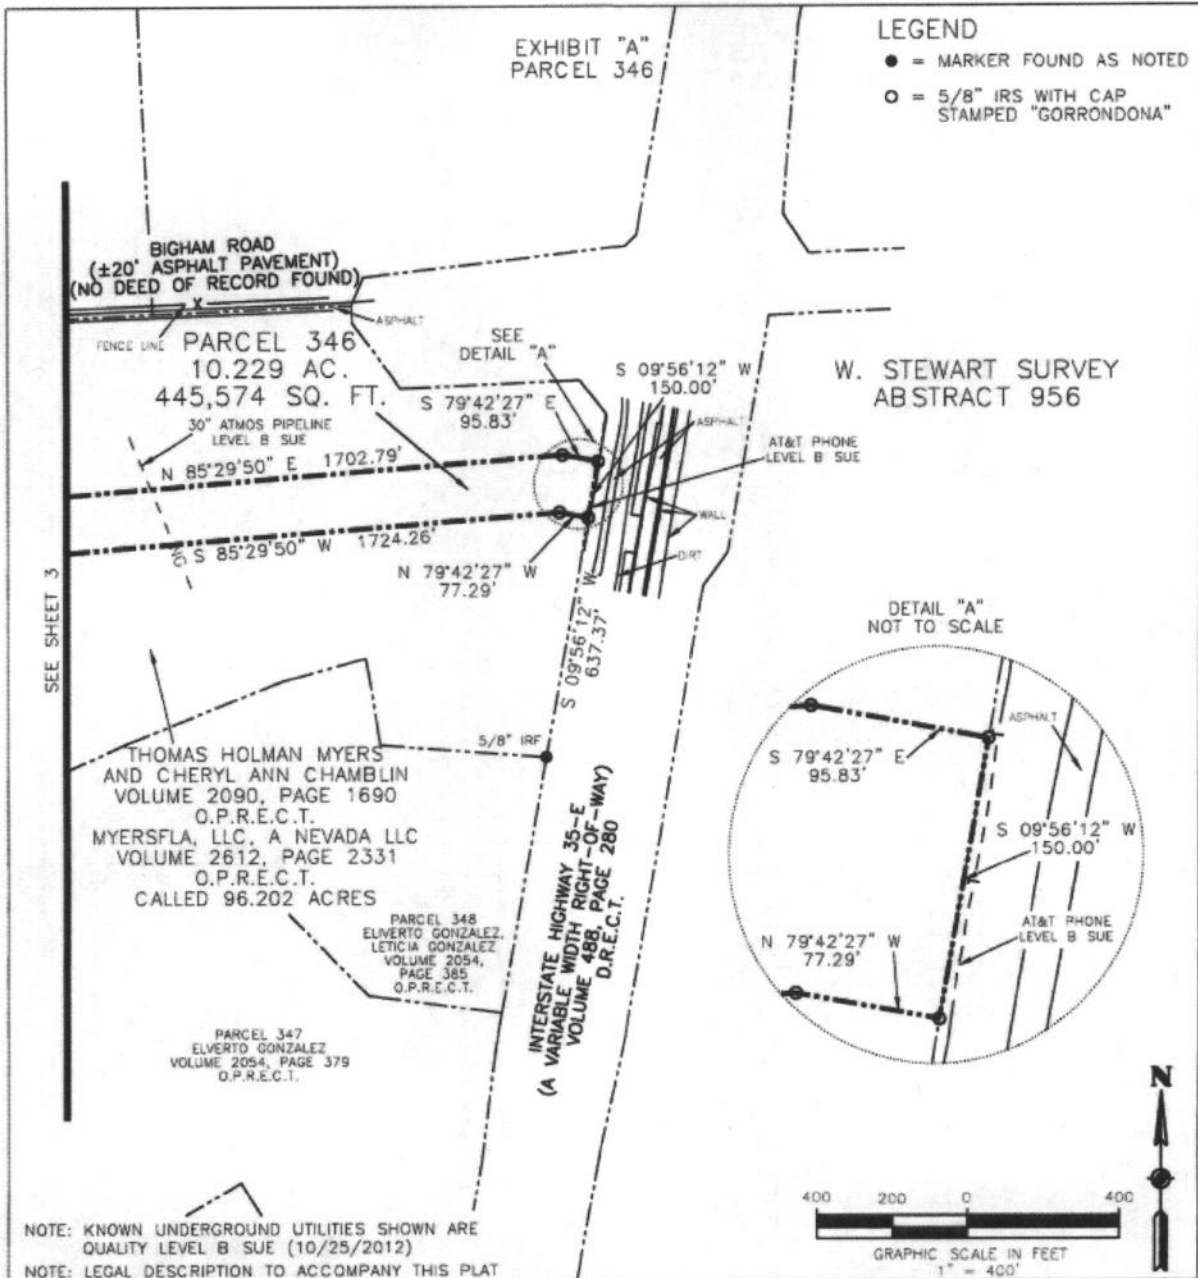 EXHIBIT "A"
PARCEL 346
LEGEND
= MARKER FOUND AS NOTED
= 5/8" IRS WITH CAP
STAMPED "GORRONDONA"
BIGHAM ROAD
(±20' ASPHALT PAVEMENT)
(NO DEED OF RECORD FOUND)
X
ASPHALT
FENCE LINE
PARCEL 346
10.229 AC.
445,574 SQ. FT.
30" ATMOS PIPELINE
LEVEL B SUE
SEE
DETAIL "A"
S 79°42'27" E
95.83'
S 09°56'12" W
150.00'
W. STEWART SURVEY
ABSTRACT 956
ASPHALT
AT&T PHONE
LEVEL B SUE
WALL
DIRT
N 85°29'50" E 1702.79'
S 85°29'50" W 1724.26'
N 79°42'27" W
77.29'
S 09°56'12" W
637.37'
SEE SHEET 3
5/8" IRF
THOMAS HOLMAN MYERS
AND CHERYL ANN CHAMBLIN
VOLUME 2090, PAGE 1690
O.P.R.E.C.T.
MYERSFLA, LLC, A NEVADA LLC
VOLUME 2612, PAGE 2331
O.P.R.E.C.T.
CALLED 96.202 ACRES
PARCEL 348
ELIVERTO GONZALEZ,
LETICIA GONZALEZ
VOLUME 2054,
PAGE 385
O.P.R.E.C.T.
PARCEL 347
ELVERTO GONZALEZ
VOLUME 2054, PAGE 379
O.P.R.E.C.T.
INTERSTATE HIGHWAY 35-E
(A VARIABLE WIDTH RIGHT-OF-WAY)
VOLUME 488, PAGE 280
D.R.E.C.T.
DETAIL "A"
NOT TO SCALE
ASPHALT
S 79°42'27" E
95.83'
S 09°56'12" W
150.00'
AT&T PHONE
LEVEL B SUE
N 79°42'27" W
77.29'
N
400 200 0 400
GRAPHIC SCALE IN FEET
1" = 400'
NOTE: KNOWN UNDERGROUND UTILITIES SHOWN ARE
QUALITY LEVEL B SUE (10/25/2012)
NOTE: LEGAL DESCRIPTION TO ACCOMPANY THIS PLAT